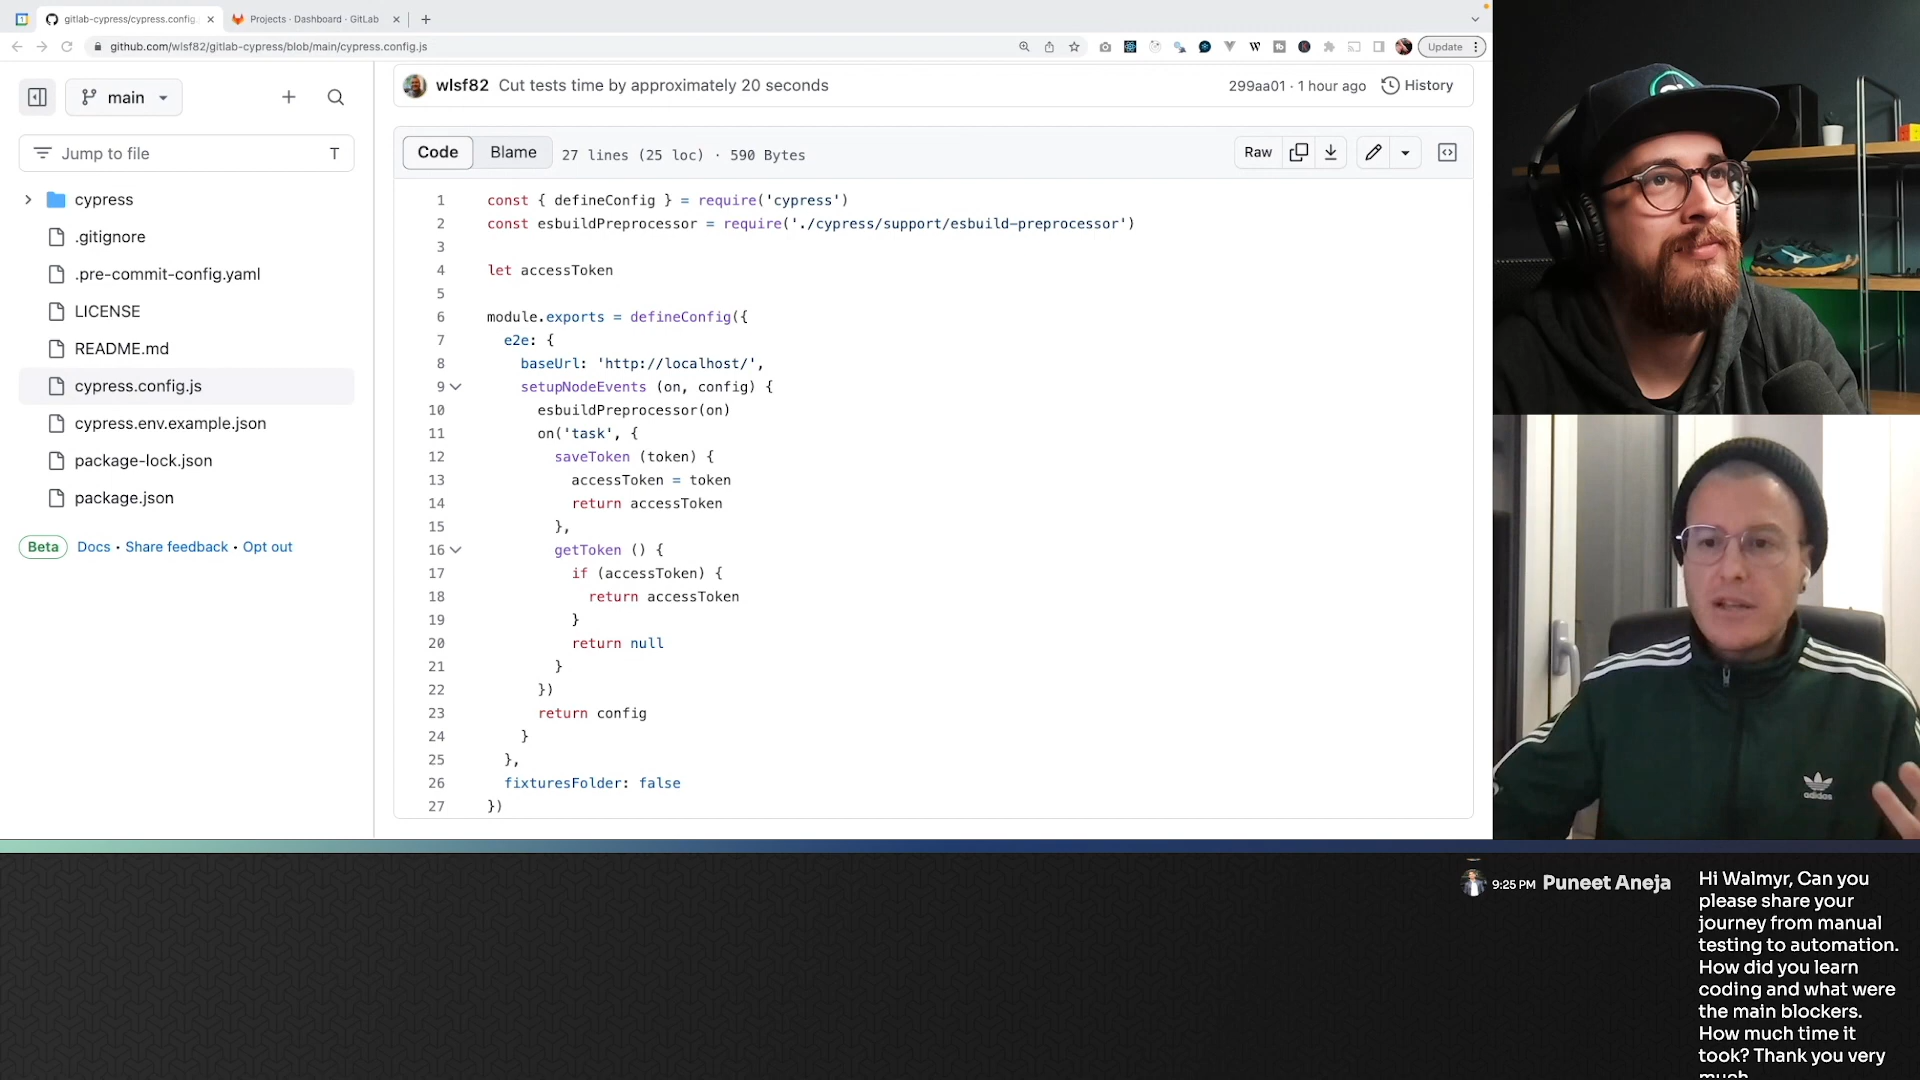 gitlab-cypress/cypress.config.
Projects · Dashboard · GitLab
github.com/wlsf82/gitlab-cypress/blob/main/cypress.config.js
Update
main
Jump to file
T
cypress
.gitignore
.pre-commit-config.yaml
LICENSE
README.md
cypress.config.js
cypress.env.example.json
package-lock.json
package.json
Beta Docs • Share feedback • Opt out
wlsf82 Cut tests time by approximately 20 seconds
299aa01 · 1 hour ago History
Code Blame 27 lines (25 loc) · 590 Bytes
Raw
1 const { defineConfig } = require('cypress')
2 const esbuildPreprocessor = require('./cypress/support/esbuild-preprocessor')
3
4 let accessToken
5
6 module.exports = defineConfig({
7 e2e: {
8 baseUrl: 'http://localhost/',
9 setupNodeEvents (on, config) {
10 esbuildPreprocessor(on)
11 on('task', {
12 saveToken (token) {
13 accessToken = token
14 return accessToken
15 },
16 getToken () {
17 if (accessToken) {
18 return accessToken
19 }
20 return null
21 }
22 })
23 return config
24 }
25 },
26 fixturesFolder: false
27 })
adidas
9:25 PM Puneet Aneja
Hi Walmyr, Can you
please share your
journey from manual
testing to automation.
How did you learn
coding and what were
the main blockers.
How much time it
took? Thank you very
much